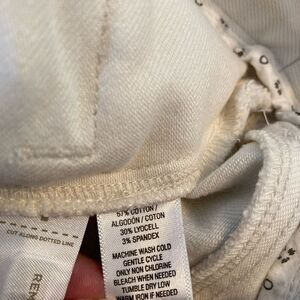 CUT ALONG DOTTED LINE
REM
67% COTTON /
ALGODÓN / COTON
30% LYOCELL
3% SPANDEX
MACHINE WASH COLD
GENTLE CYCLE
ONLY NON CHLORINE
BLEACH WHEN NEEDED
TUMBLE DRY LOW
WARM IRON IF NEEDED